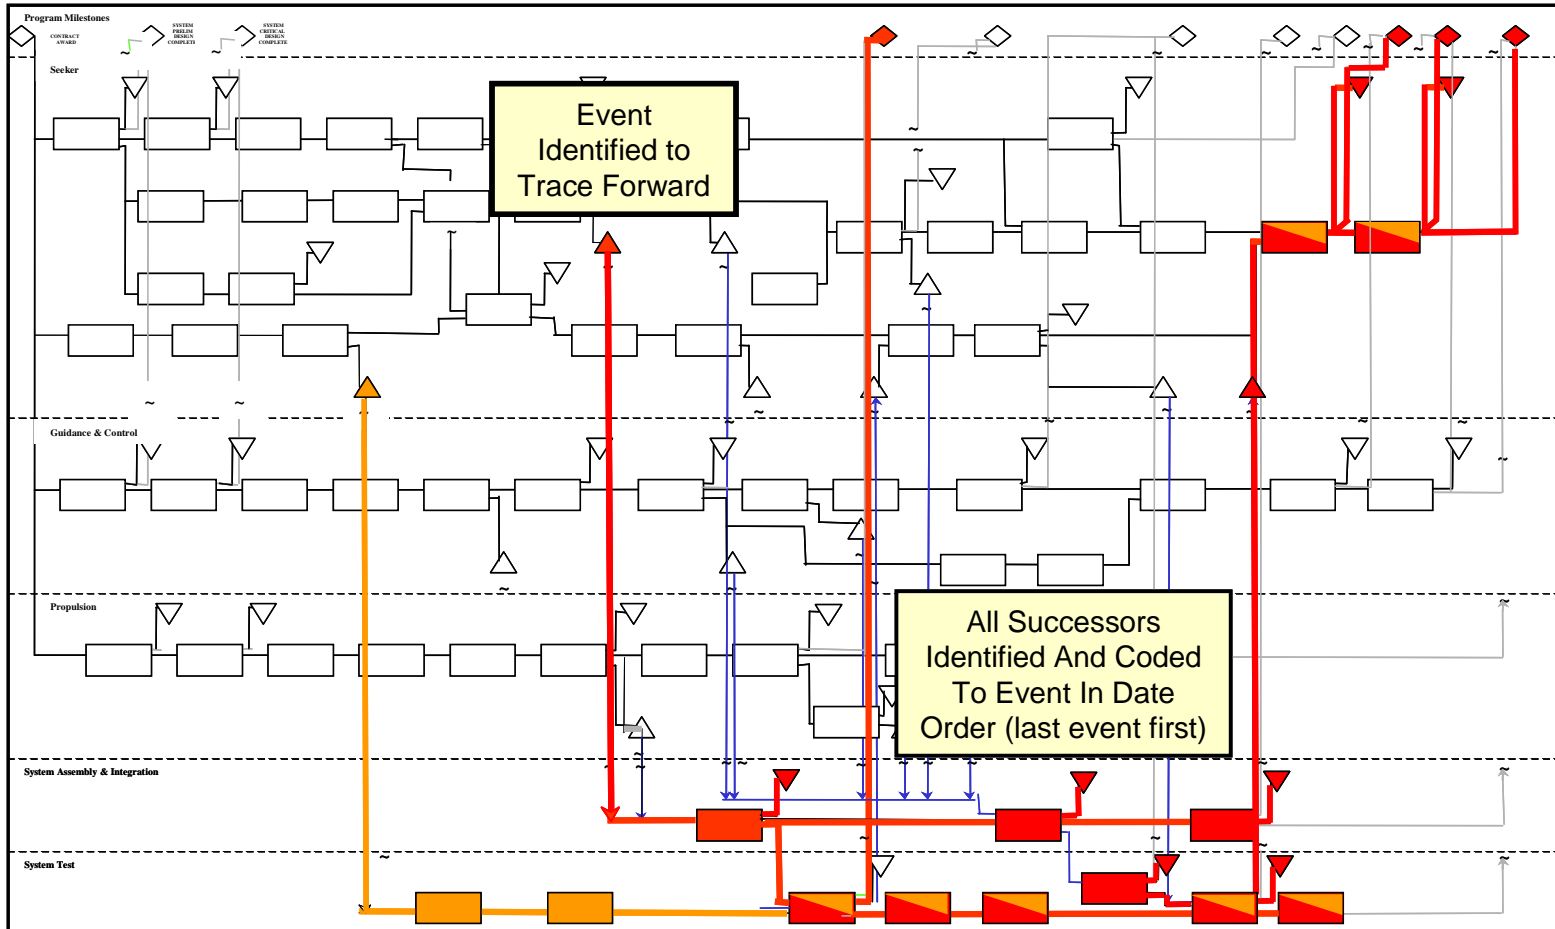 Program Milestones
CONTRACT
AWARD
SYSTEM
PRELIM
DESIGN
COMPLETI
SYSTEM
CRITICAL
DESIGN
COMPLETE
Seeker
Event
Identified to
Trace Forward
Guidance & Control
Propulsion
All Successors
Identified And Coded
To Event In Date
Order (last event first)
System Assembly & Integration
System Test